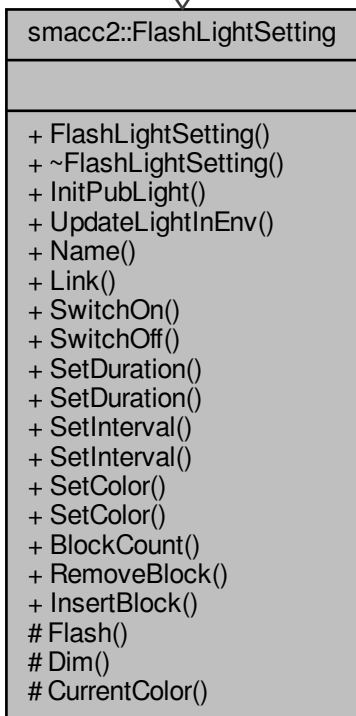 smacc2::FlashLightSetting
+ FlashLightSetting()
+ ~FlashLightSetting()
+ InitPubLight()
+ UpdateLightInEnv()
+ Name()
+ Link()
+ SwitchOn()
+ SwitchOff()
+ SetDuration()
+ SetDuration()
+ SetInterval()
+ SetInterval()
+ SetColor()
+ SetColor()
+ BlockCount()
+ RemoveBlock()
+ InsertBlock()
# Flash()
# Dim()
# CurrentColor()